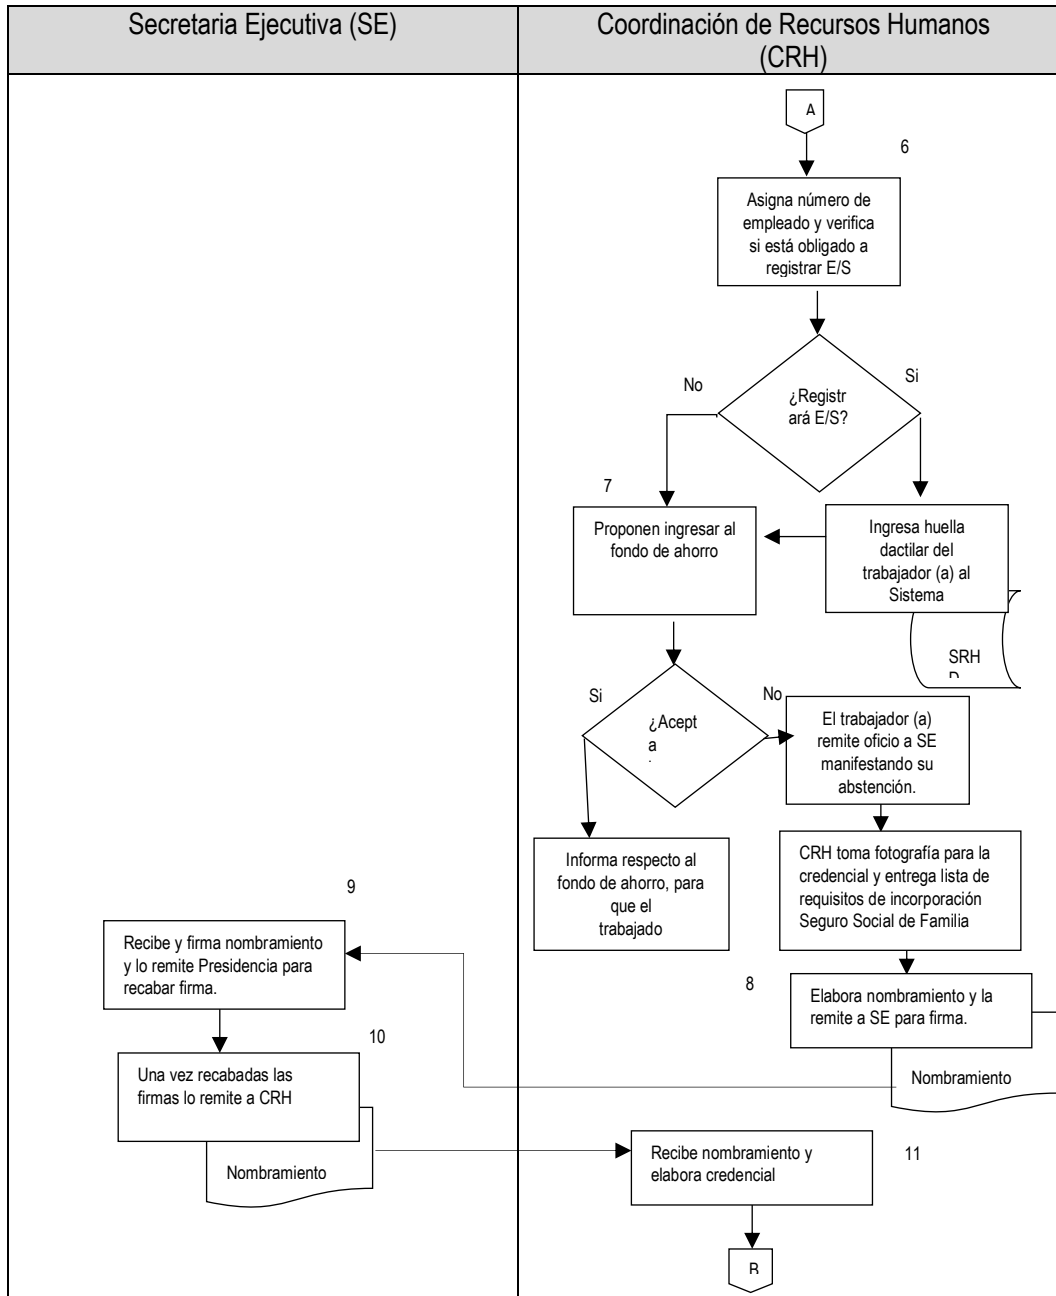 Secretaria Ejecutiva (SE)
Coordinación de Recursos Humanos
(CRH)
A
6
Asigna número de
empleado y verifica
si está obligado a
registrar E/S
No
Si
¿Registr
ará E/S?
7
Proponen ingresar al
fondo de ahorro
Ingresa huella
dactilar del
trabajador (a) al
Sistema
SRH
Si
No
¿Acept
a
El trabajador (a)
remite oficio a SE
manifestando su
abstención.
Informa respecto al
fondo de ahorro, para
que el
trabajado
CRH toma fotografía para la
credencial y entrega lista de
requisitos de incorporación
Seguro Social de Familia
9
Recibe y firma nombramiento
y lo remite Presidencia para
recabar firma.
8
Elabora nombramiento y la
remite a SE para firma.
Nombramiento
10
Una vez recabadas las
firmas lo remite a CRH
Nombramiento
Recibe nombramiento y
elabora credencial
11